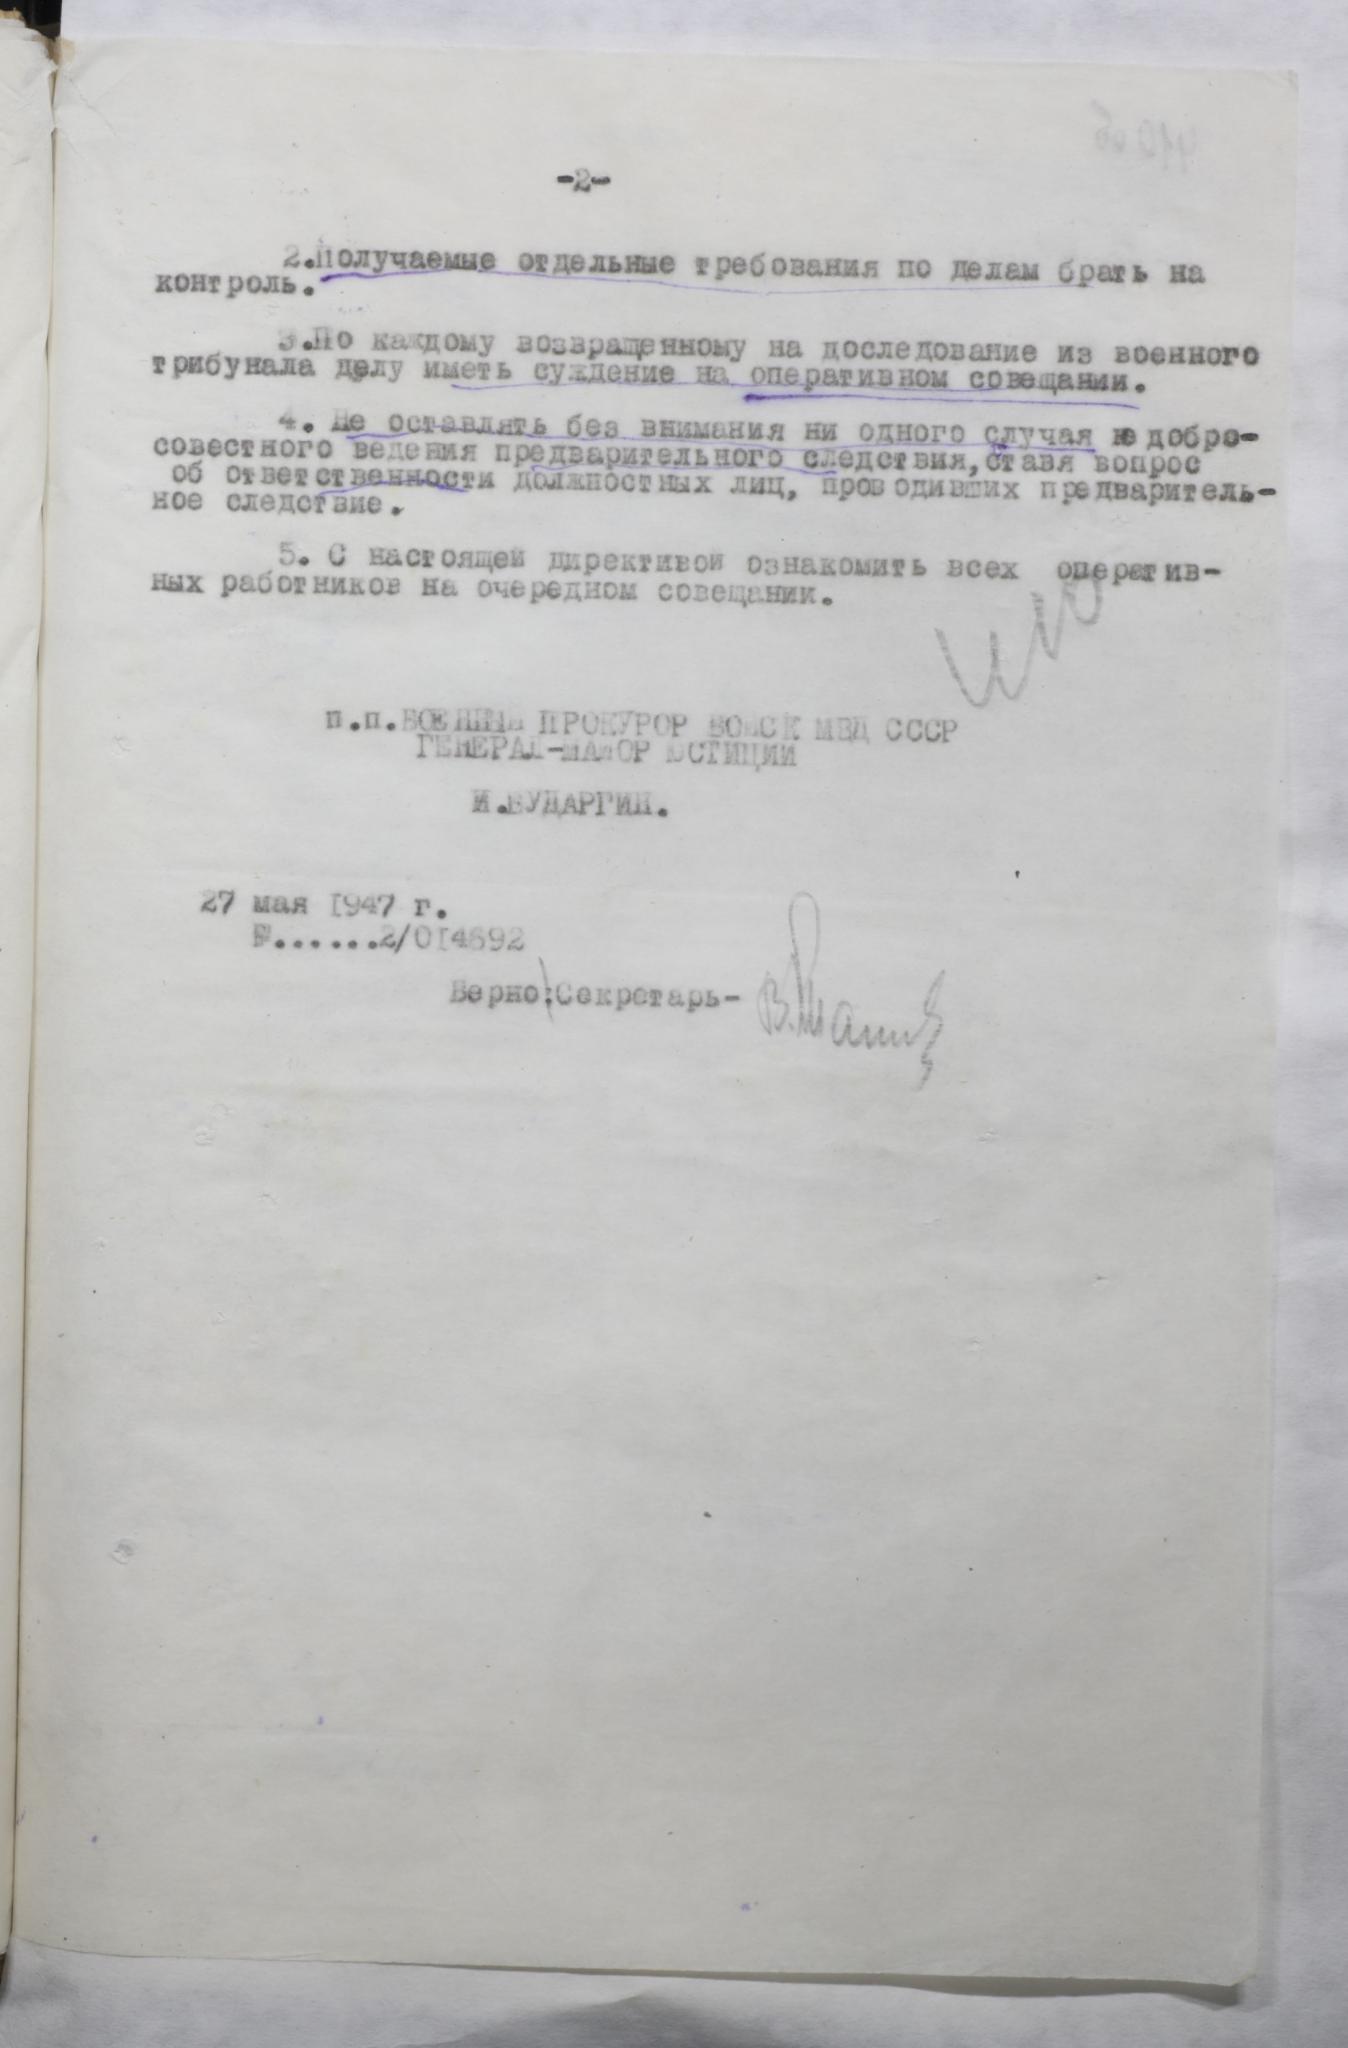 -2-
2.Получаемые отдельные требования по делам брать на
контроль.
3.По каждому возвращенному на доследование из военного
трибунала делу иметь суждение на оперативном совещании.
4. Не оставлять без внимания ни одного случая недобро-
совестного ведения предварительного следствия, ставя вопрос
об ответственности должностных лиц, проводивших предваритель-
ное следствие.
5. С настоящей директивой ознакомить всех оператив-
ных работников на очередном совещании.
п.п.ВОЕННЫЙ ПРОКУРОР ВОЙСК МВД СССР
ГЕНЕРАЛ-МАЙОР ЮСТИЦИИ
И.БУДАРГИН.
27 мая I947 г.
№......2/0I4692
Верно:Секретарь-